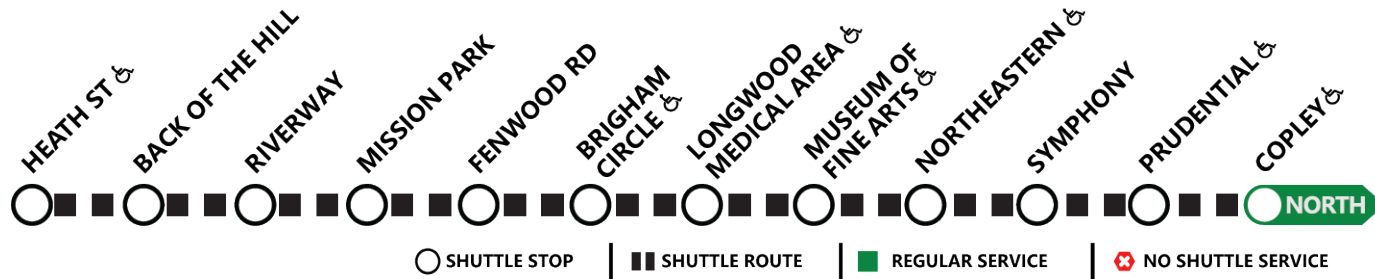 HEATH ST
BACK OF THE HILL
RIVERWAY
MISSION PARK
FENWOOD RD
BRIGHAM
CIRCLE
LONGWOOD
MEDICAL AREA
MUSEUM OF
FINE ARTS
NORTHEASTERN
SYMPHONY
PRUDENTIAL
COPLEY
NORTH
SHUTTLE STOP
SHUTTLE ROUTE
REGULAR SERVICE
NO SHUTTLE SERVICE